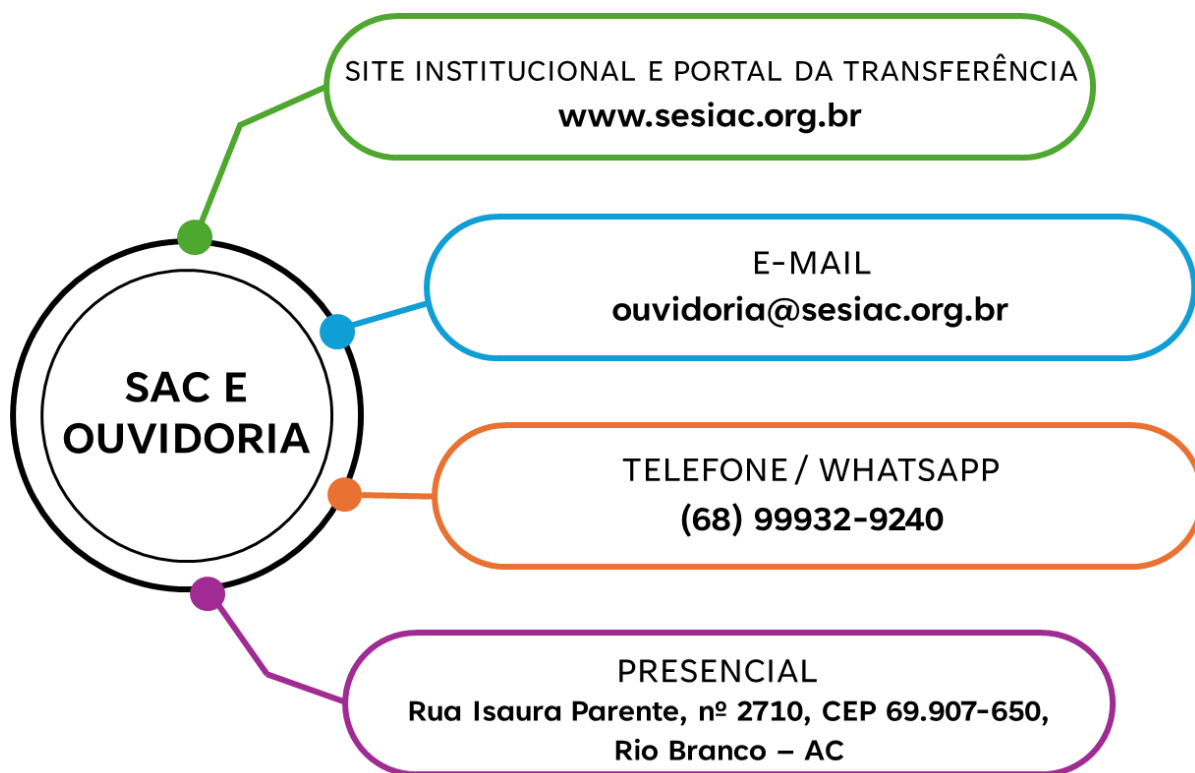 SITE INSTITUCIONAL E PORTAL DA TRANSFERÊNCIA
www.sesiac.org.br
E-MAIL
ouvidoria@sesiac.org.br
SAC E
OUVIDORIA
TELEFONE / WHATSAPP
(68) 99932-9240
PRESENCIAL
Rua Isaura Parente, nº 2710, CEP 69.907-650,
Rio Branco – AC